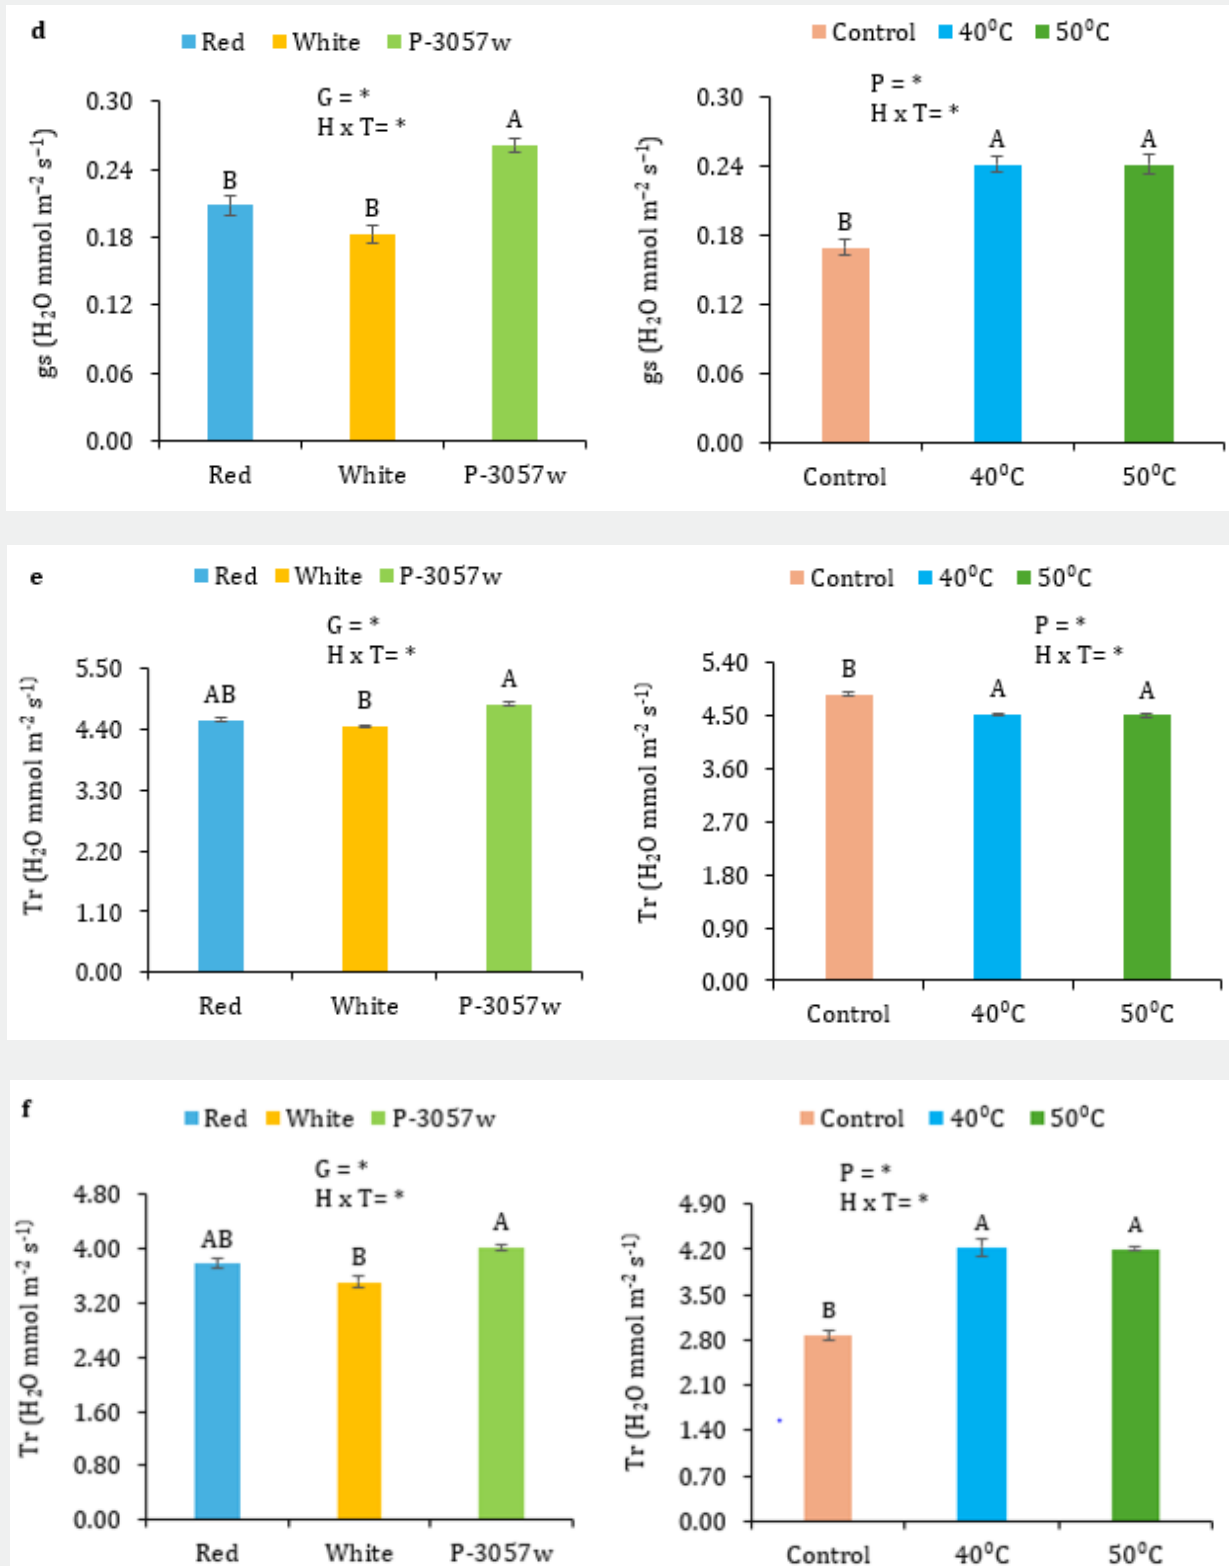 d
Red White P-3057w
G = *
H x T= *
gs (H₂O mmol m⁻² s⁻¹)
0.30
0.24
0.18
0.12
0.06
0.00
B
B
A
Red White P-3057w
Control 40⁰C 50⁰C
P = *
H x T= *
gs (H₂O mmol m⁻² s⁻¹)
0.30
0.24
0.18
0.12
0.06
0.00
B
A
A
Control 40⁰C 50⁰C
e
Red White P-3057w
G = *
H x T= *
Tr (H₂O mmol m⁻² s⁻¹)
5.50
4.40
3.30
2.20
1.10
0.00
AB
B
A
Red White P-3057w
Control 40⁰C 50⁰C
P = *
H x T= *
Tr (H₂O mmol m⁻² s⁻¹)
5.40
4.50
3.60
2.70
1.80
0.90
0.00
B
A
A
Control 40⁰C 50⁰C
f
Red White P-3057w
G = *
H x T= *
Tr (H₂O mmol m⁻² s⁻¹)
4.80
4.00
3.20
2.40
1.60
0.80
0.00
AB
B
A
Red White P-3057w
Control 40⁰C 50⁰C
P = *
H x T= *
Tr (H₂O mmol m⁻² s⁻¹)
4.90
4.20
3.50
2.80
2.10
1.40
0.70
0.00
B
A
A
Control 40⁰C 50⁰C